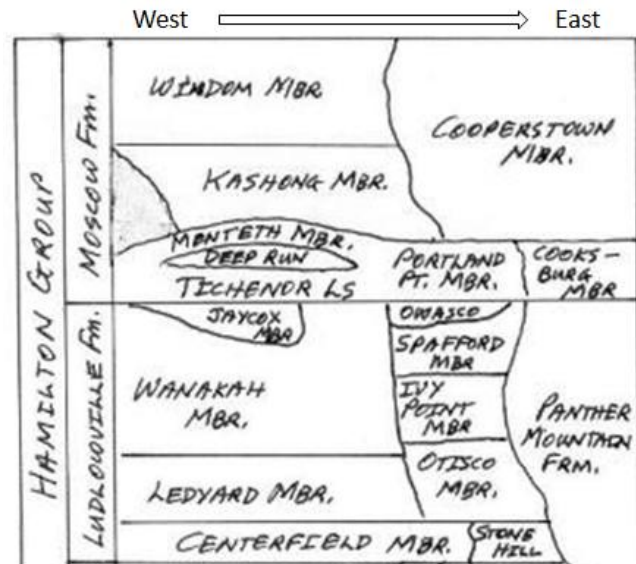 West
East
HAMILTON GROUP
MOSCOW Fm.
LUDLOWVILLE Fm.
WINDOM MBR
COOPERSTOWN
MBR.
KASHONG MBR.
MENTETH MBR.
DEEP RUN
TICHENOR LS
PORTLAND
PT. MBR.
COOKS-
BURG
MBR
JAYCOX
MBR
OWASCO
SPAFFORD
MBR
WANAKAH
MBR.
IVY
POINT
MBR
PANTHER
MOUNTAIN
FRM.
LEDYARD MBR.
OTISCO
MBR.
CENTERFIELD MBR.
STONE
HILL